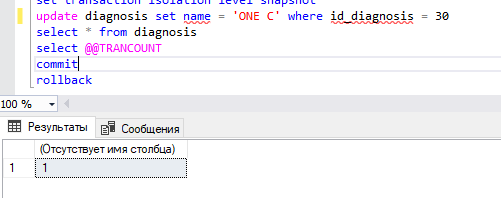 set transaction isolation level snapshot
update diagnosis set name = 'ONE C' where id_diagnosis = 30
select * from diagnosis
select @@TRANCOUNT
commit
rollback
100 %
Результаты Сообщения
(Отсутствует имя столбца)
1 1